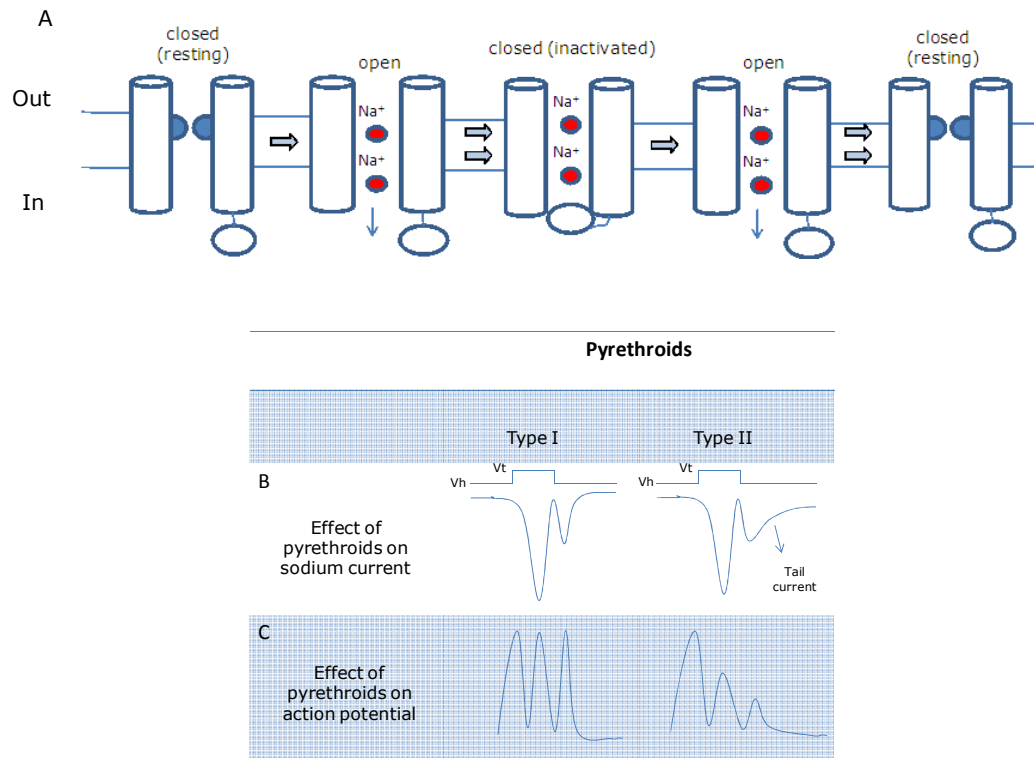 A
closed
(resting)
open
closed (inactivated)
open
closed
(resting)
Out
In
Na⁺
Na⁺
Na⁺
Na⁺
Na⁺
Na⁺
Pyrethroids
Type I
Type II
B
Effect of
pyrethroids on
sodium current
Vh
Vt
Vh
Vt
Tail
current
C
Effect of
pyrethroids on
action potential